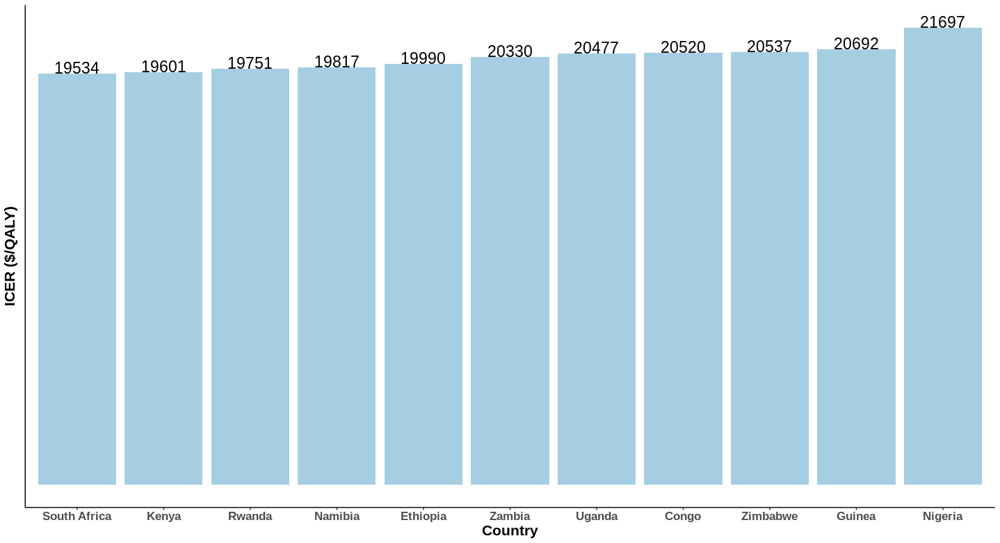 21697
19534
19601
19751
19817
19990
20330
20477
20520
20537
20692
ICER ($/QALY)
South Africa
Kenya
Rwanda
Namibia
Ethiopia
Zambia
Uganda
Congo
Zimbabwe
Guinea
Nigeria
Country